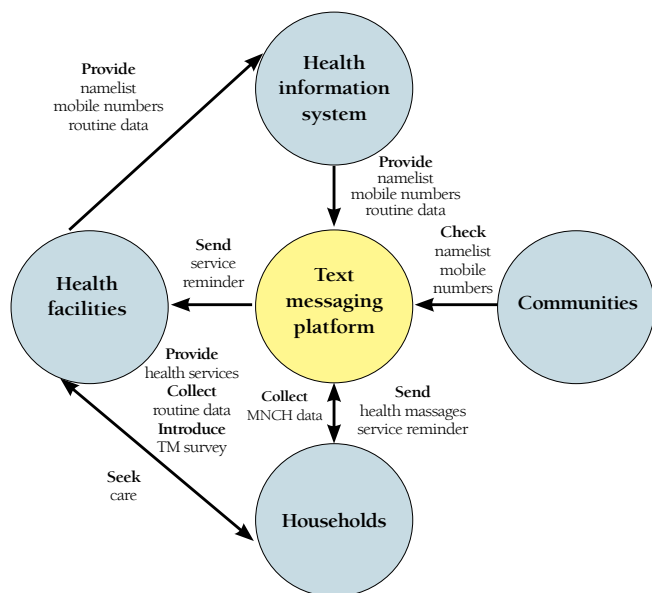 Health
information
system
Provide
namelist
mobile numbers
routine data
Provide
namelist
mobile numbers
routine data
Check
namelist
mobile
numbers
Send
service
reminder
Health
facilities
Text
messaging
platform
Communities
Provide
health services
Collect
routine data
Introduce
TM survey
Collect
MNCH data
Send
health massages
service reminder
Seek
care
Households